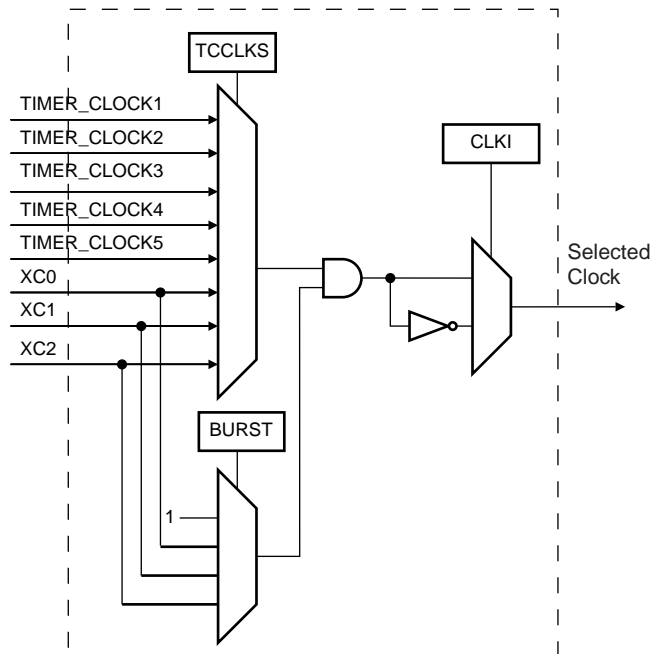 TCCLKS
TIMER_CLOCK1
TIMER_CLOCK2
TIMER_CLOCK3
TIMER_CLOCK4
TIMER_CLOCK5
XC0
XC1
XC2
CLKI
Selected
Clock
BURST
1